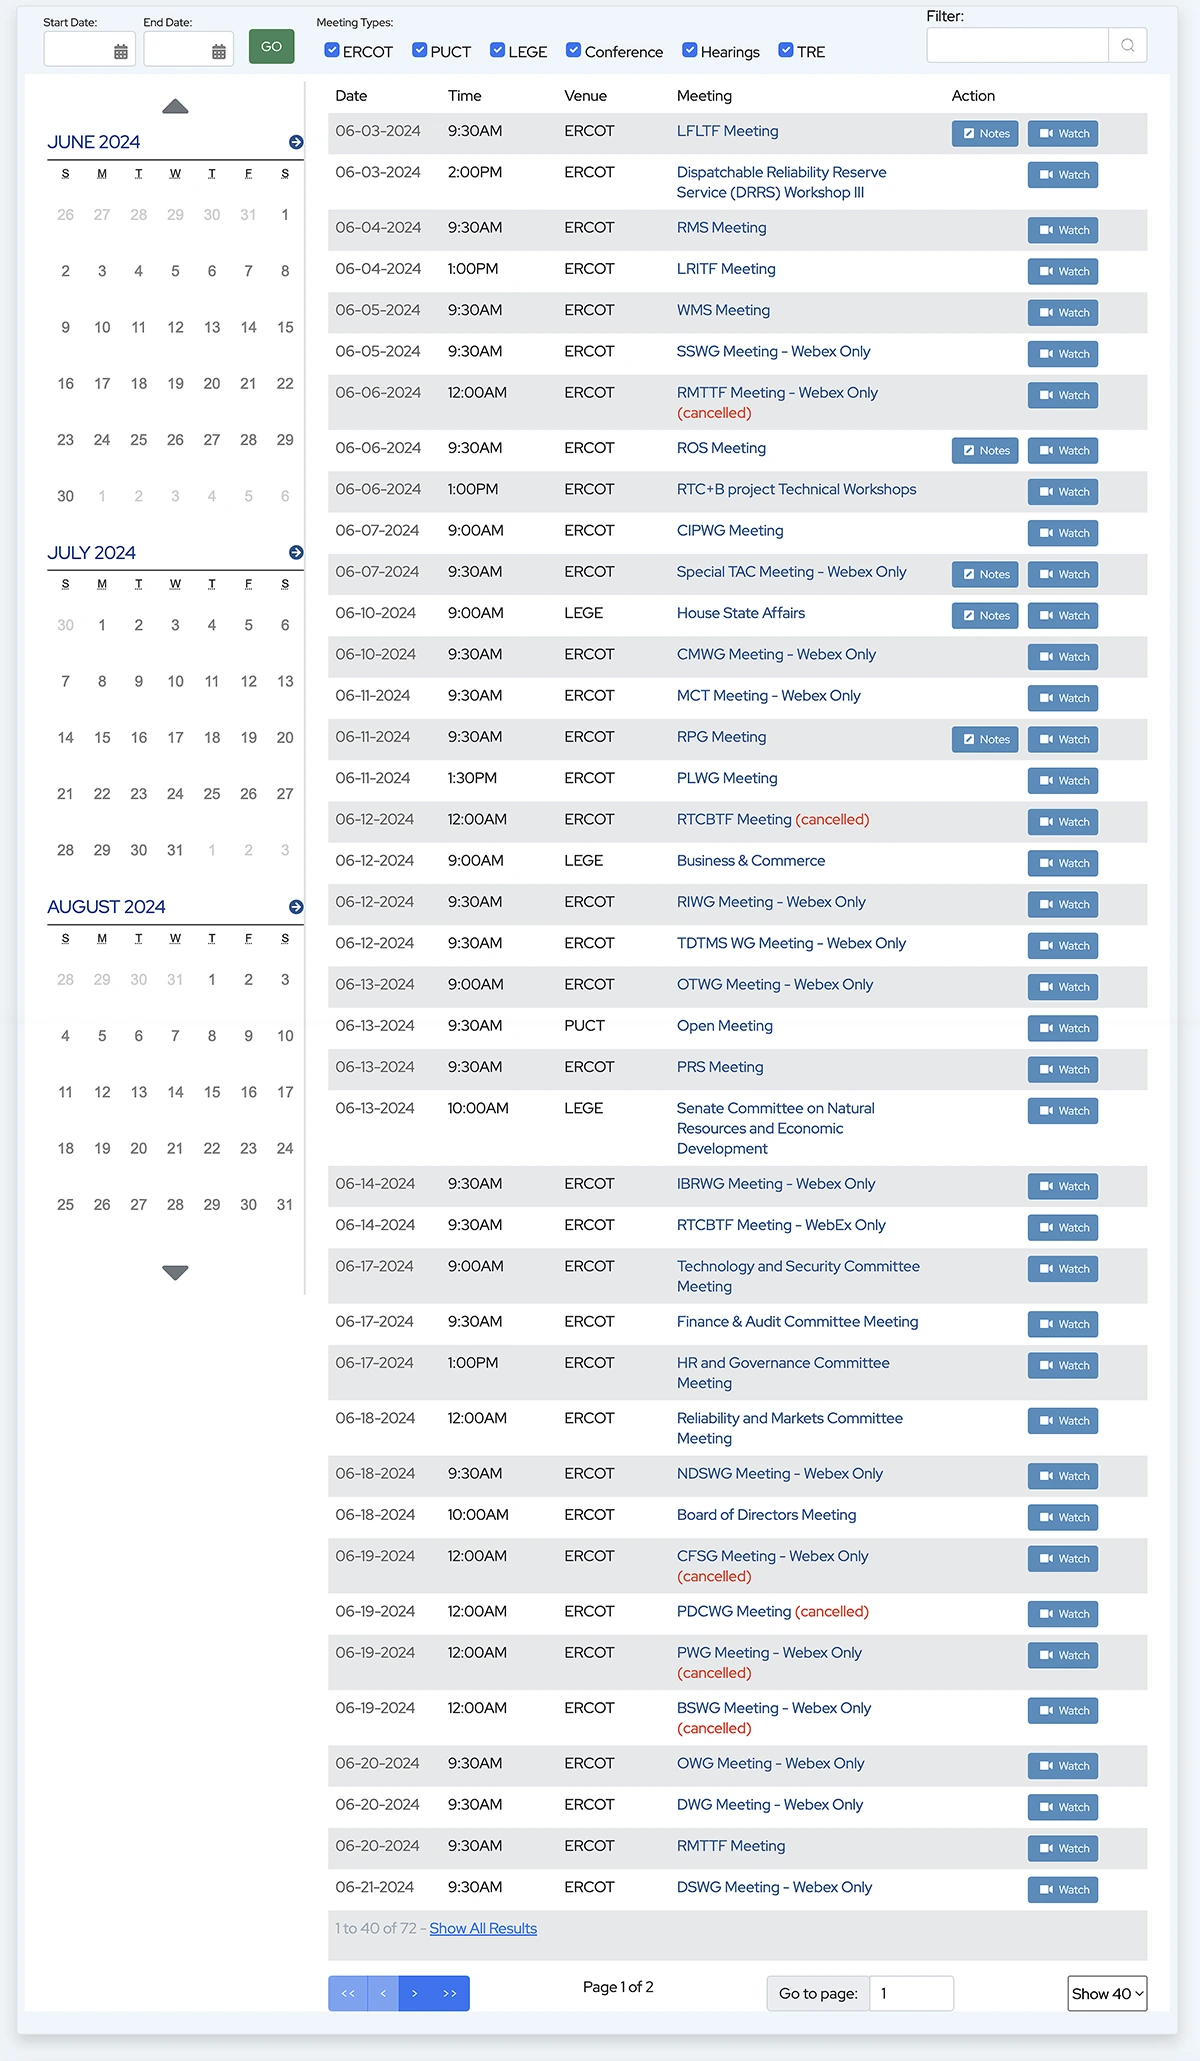 Start Date: End Date: Meeting Types: Filter:
GO ERCOT PUCT LEGE Conference Hearings TRE
JUNE 2024
S M T W T F S
26 27 28 29 30 31 1
2 3 4 5 6 7 8
9 10 11 12 13 14 15
16 17 18 19 20 21 22
23 24 25 26 27 28 29
30 1 2 3 4 5 6
JULY 2024
S M T W T F S
30 1 2 3 4 5 6
7 8 9 10 11 12 13
14 15 16 17 18 19 20
21 22 23 24 25 26 27
28 29 30 31 1 2 3
AUGUST 2024
S M T W T F S
28 29 30 31 1 2 3
4 5 6 7 8 9 10
11 12 13 14 15 16 17
18 19 20 21 22 23 24
25 26 27 28 29 30 31
Date Time Venue Meeting Action
06-03-2024 9:30AM ERCOT LFLTF Meeting Notes Watch
06-03-2024 2:00PM ERCOT Dispatchable Reliability Reserve Watch
Service (DRRS) Workshop III
06-04-2024 9:30AM ERCOT RMS Meeting Watch
06-04-2024 1:00PM ERCOT LRITF Meeting Watch
06-05-2024 9:30AM ERCOT WMS Meeting Watch
06-05-2024 9:30AM ERCOT SSWG Meeting - Webex Only Watch
06-06-2024 12:00AM ERCOT RMTTF Meeting - Webex Only Watch
(cancelled)
06-06-2024 9:30AM ERCOT ROS Meeting Notes Watch
06-06-2024 1:00PM ERCOT RTC+B project Technical Workshops Watch
06-07-2024 9:00AM ERCOT CIPWG Meeting Watch
06-07-2024 9:30AM ERCOT Special TAC Meeting - Webex Only Notes Watch
06-10-2024 9:00AM LEGE House State Affairs Notes Watch
06-10-2024 9:30AM ERCOT CMWG Meeting - Webex Only Watch
06-11-2024 9:30AM ERCOT MCT Meeting - Webex Only Watch
06-11-2024 9:30AM ERCOT RPG Meeting Notes Watch
06-11-2024 1:30PM ERCOT PLWG Meeting Watch
06-12-2024 12:00AM ERCOT RTCBTF Meeting (cancelled) Watch
06-12-2024 9:00AM LEGE Business & Commerce Watch
06-12-2024 9:30AM ERCOT RIWG Meeting - Webex Only Watch
06-12-2024 9:30AM ERCOT TDTMS WG Meeting - Webex Only Watch
06-13-2024 9:00AM ERCOT OTWG Meeting - Webex Only Watch
06-13-2024 9:30AM PUCT Open Meeting Watch
06-13-2024 9:30AM ERCOT PRS Meeting Watch
06-13-2024 10:00AM LEGE Senate Committee on Natural Watch
Resources and Economic
Development
06-14-2024 9:30AM ERCOT IBRWG Meeting - Webex Only Watch
06-14-2024 9:30AM ERCOT RTCBTF Meeting - WebEx Only Watch
06-17-2024 9:00AM ERCOT Technology and Security Committee Watch
Meeting
06-17-2024 9:30AM ERCOT Finance & Audit Committee Meeting Watch
06-17-2024 1:00PM ERCOT HR and Governance Committee Watch
Meeting
06-18-2024 12:00AM ERCOT Reliability and Markets Committee Watch
Meeting
06-18-2024 9:30AM ERCOT NDSWG Meeting - Webex Only Watch
06-18-2024 10:00AM ERCOT Board of Directors Meeting Watch
06-19-2024 12:00AM ERCOT CFSG Meeting - Webex Only Watch
(cancelled)
06-19-2024 12:00AM ERCOT PDCWG Meeting (cancelled) Watch
06-19-2024 12:00AM ERCOT PWG Meeting - Webex Only Watch
(cancelled)
06-19-2024 12:00AM ERCOT BSWG Meeting - Webex Only Watch
(cancelled)
06-20-2024 9:30AM ERCOT OWG Meeting - Webex Only Watch
06-20-2024 9:30AM ERCOT DWG Meeting - Webex Only Watch
06-20-2024 9:30AM ERCOT RMTTF Meeting Watch
06-21-2024 9:30AM ERCOT DSWG Meeting - Webex Only Watch
1 to 40 of 72 - Show All Results
<< < > >> Page 1 of 2 Go to page: 1 Show 40